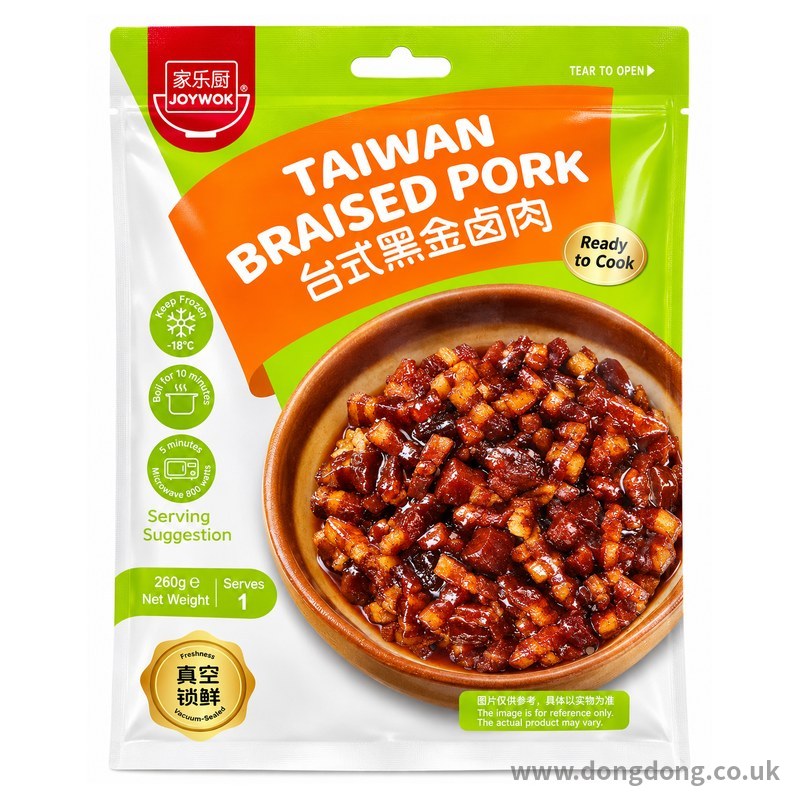 家乐厨
JOYWOK®
TEAR TO OPEN
TAIWAN
BRAISED PORK
台式黑金卤肉
Ready
to Cook
Keep Frozen
-18°C
Boil for 10 minutes
5 minutes
Microwave 800 watts
Serving
Suggestion
260g ℮
Net Weight
Serves
1
Freshness
真空
锁鲜
Vacuum-Sealed
图片仅供参考，具体以实物为准
The image is for reference only.
The actual product may vary.
www.dongdong.co.uk